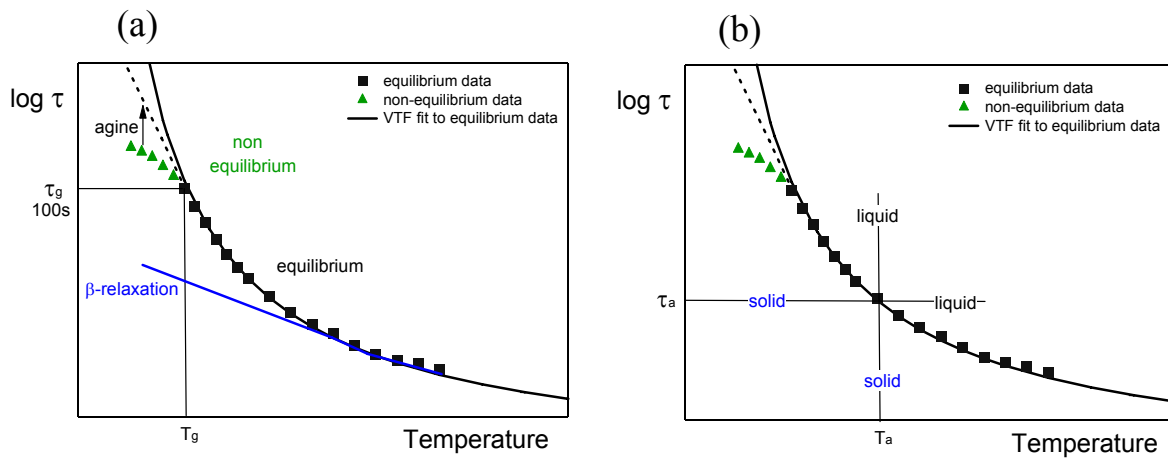 (a)
log τ
■ equilibrium data
▲ non-equilibrium data
VTF fit to equilibrium data
agine
non
equilibrium
τg
100s
equilibrium
β-relaxation
Tg
Temperature
(b)
log τ
■ equilibrium data
▲ non-equilibrium data
VTF fit to equilibrium data
liquid
τa
solid
liquid
solid
Ta
Temperature